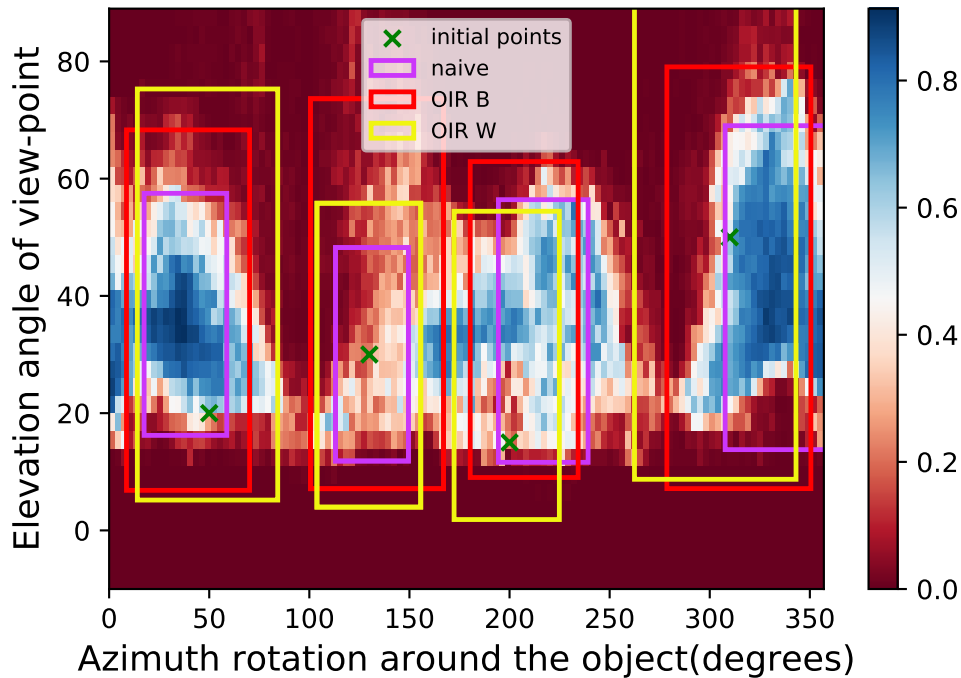 initial points
naive
OIR B
OIR W
Elevation angle of view-point
80
60
40
20
0
0 50 100 150 200 250 300 350
Azimuth rotation around the object(degrees)
0.8
0.6
0.4
0.2
0.0